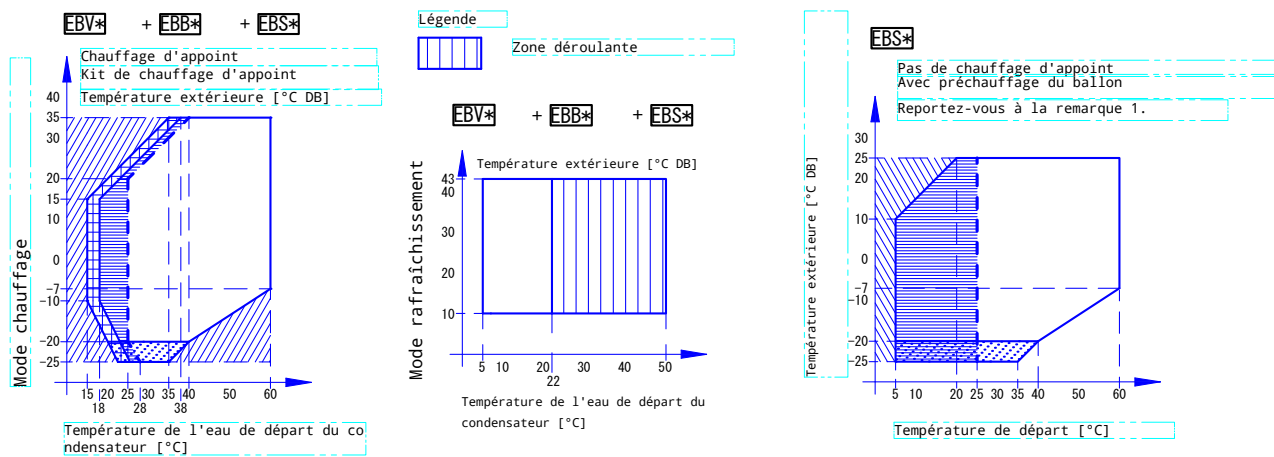 EBV* + EBB* + EBS*
Chauffage d'appoint
Kit de chauffage d'appoint
Température extérieure [°C DB]
Mode chauffage
40
35
30
20
15
10
0
-7
-10
-20
-25
15 20 25 30 35 40 50 60
18 28 38
Température de l'eau de départ du co
ndensateur [°C]
Légende
Zone déroulante
EBV* + EBB* + EBS*
Température extérieure [°C DB]
Mode rafraîchissement
43
40
30
20
10
5 10 20 30 40 50
22
Température de l'eau de départ du
condensateur [°C]
EBS*
Pas de chauffage d'appoint
Avec préchauffage du ballon
Reportez-vous à la remarque 1.
Température extérieure [°C DB]
30
25
20
10
0
-7
-10
-20
-25
5 10 20 25 30 35 40 50 60
Température de départ [°C]